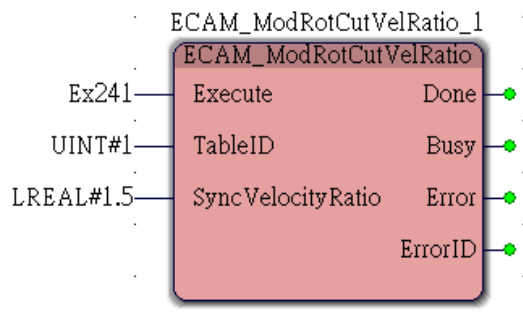 ECAM_ModRotCutVelRatio_1
ECAM_ModRotCutVelRatio
Ex241 Execute Done
UINT#1 TableID Busy
LREAL#1.5 SyncVelocityRatio Error
ErrorID